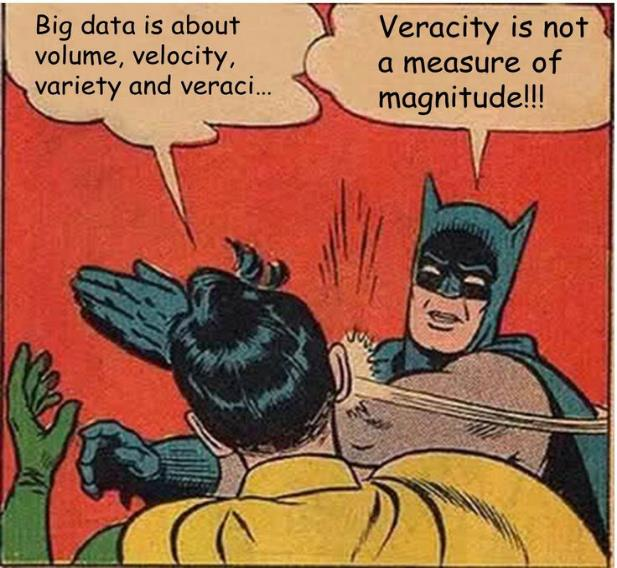 Big data is about
volume, velocity,
variety and veraci...
Veracity is not
a measure of
magnitude!!!